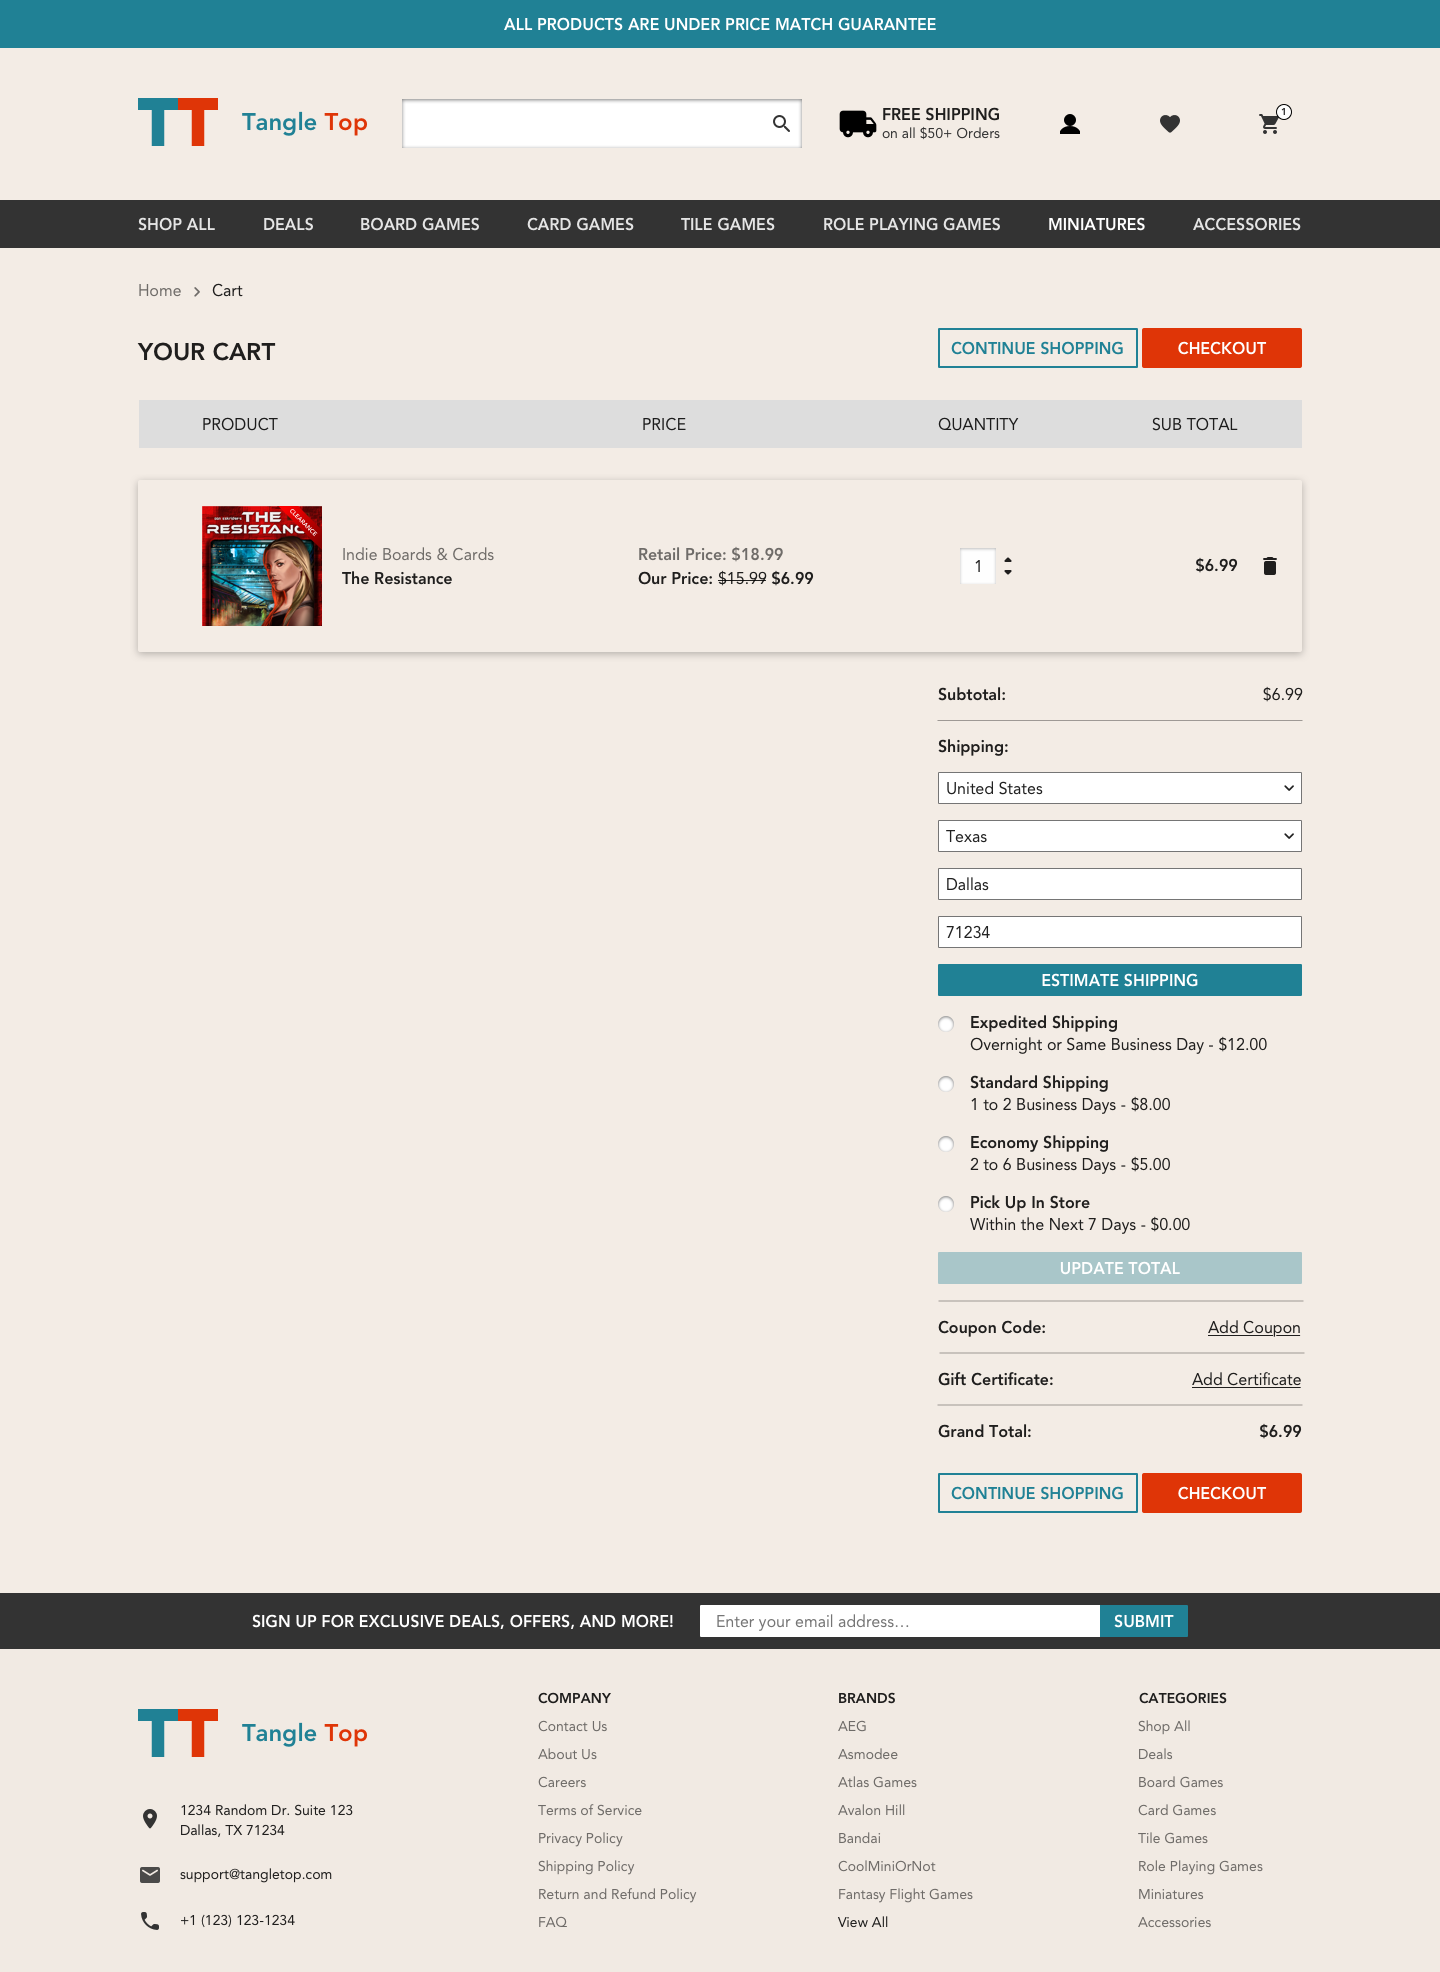 ALL PRODUCTS ARE UNDER PRICE MATCH GUARANTEE
TT Tangle Top
FREE SHIPPING
on all $50+ Orders
1
SHOP ALL DEALS BOARD GAMES CARD GAMES TILE GAMES ROLE PLAYING GAMES MINIATURES ACCESSORIES
Home > Cart
YOUR CART
CONTINUE SHOPPING CHECKOUT
PRODUCT PRICE QUANTITY SUB TOTAL
THE
RESISTANC
CLEARANCE
Indie Boards & Cards
The Resistance
Retail Price: $18.99
Our Price: $15.99 $6.99
1
$6.99
Subtotal: $6.99
Shipping:
United States
Texas
Dallas
71234
ESTIMATE SHIPPING
Expedited Shipping
Overnight or Same Business Day - $12.00
Standard Shipping
1 to 2 Business Days - $8.00
Economy Shipping
2 to 6 Business Days - $5.00
Pick Up In Store
Within the Next 7 Days - $0.00
UPDATE TOTAL
Coupon Code: Add Coupon
Gift Certificate: Add Certificate
Grand Total: $6.99
CONTINUE SHOPPING CHECKOUT
SIGN UP FOR EXCLUSIVE DEALS, OFFERS, AND MORE! Enter your email address... SUBMIT
TT Tangle Top
1234 Random Dr. Suite 123
Dallas, TX 71234
support@tangletop.com
+1 (123) 123-1234
COMPANY
Contact Us
About Us
Careers
Terms of Service
Privacy Policy
Shipping Policy
Return and Refund Policy
FAQ
BRANDS
AEG
Asmodee
Atlas Games
Avalon Hill
Bandai
CoolMiniOrNot
Fantasy Flight Games
View All
CATEGORIES
Shop All
Deals
Board Games
Card Games
Tile Games
Role Playing Games
Miniatures
Accessories